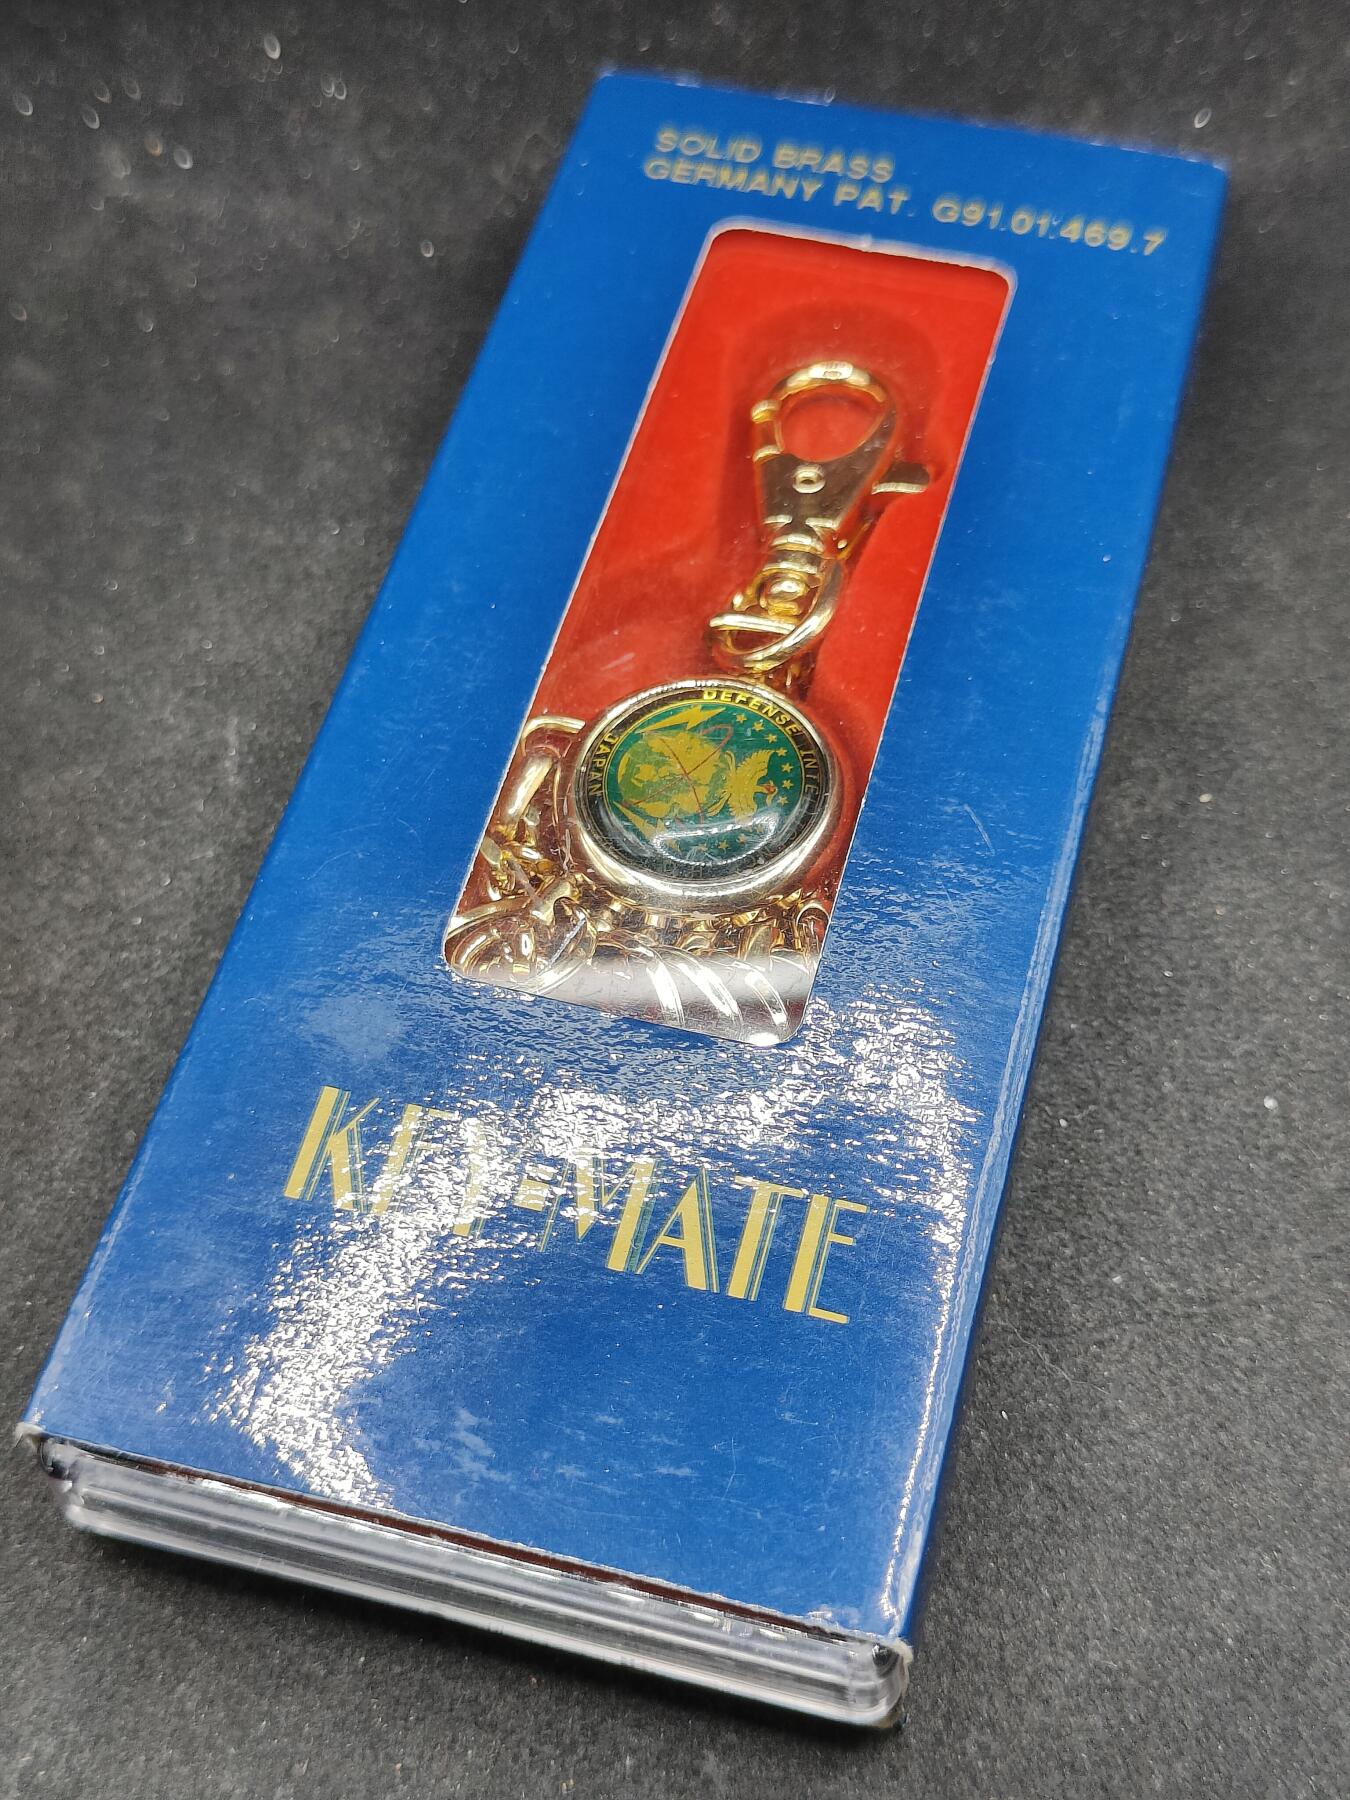 SOLID BRASS
GERMANY PAT. G91.01.469.7
JAPAN DEFENSE INTE
KEY-MATE